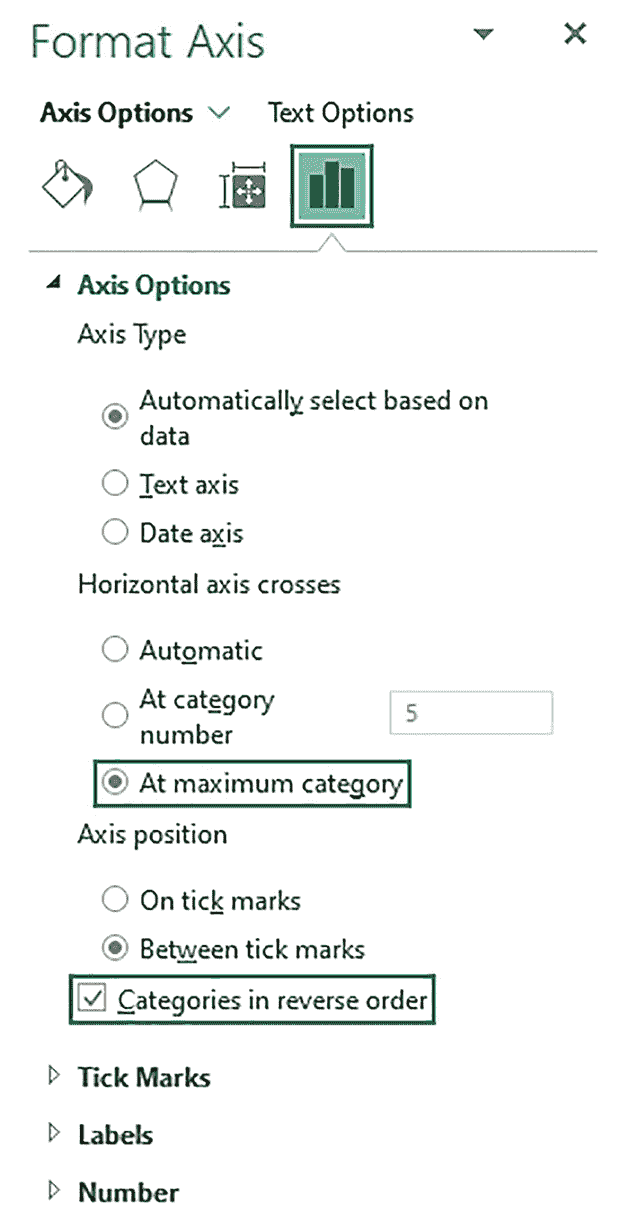 Format Axis
Axis Options Text Options
Axis Options
Axis Type
Automatically select based on
data
Text axis
Date axis
Horizontal axis crosses
Automatic
At category
number
5
At maximum category
Axis position
On tick marks
Between tick marks
Categories in reverse order
Tick Marks
Labels
Number